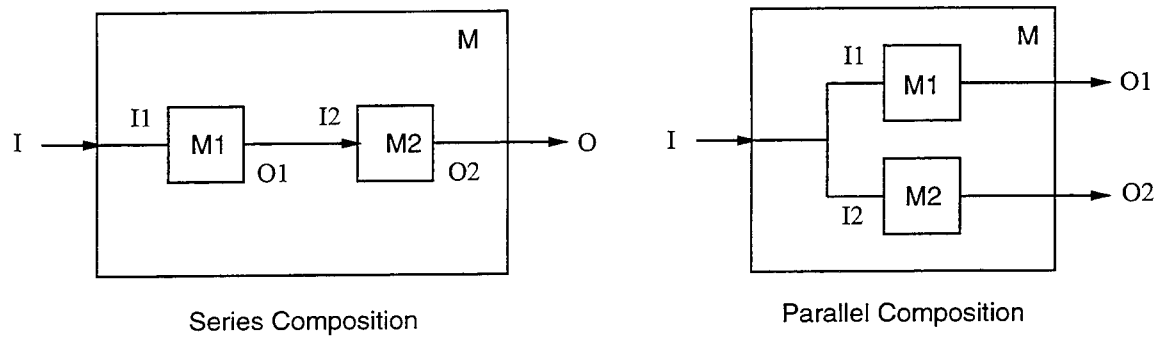 M
I
I1
M1
O1
I2
M2
O2
O
Series Composition
M
I
I1
M1
O1
I2
M2
O2
Parallel Composition